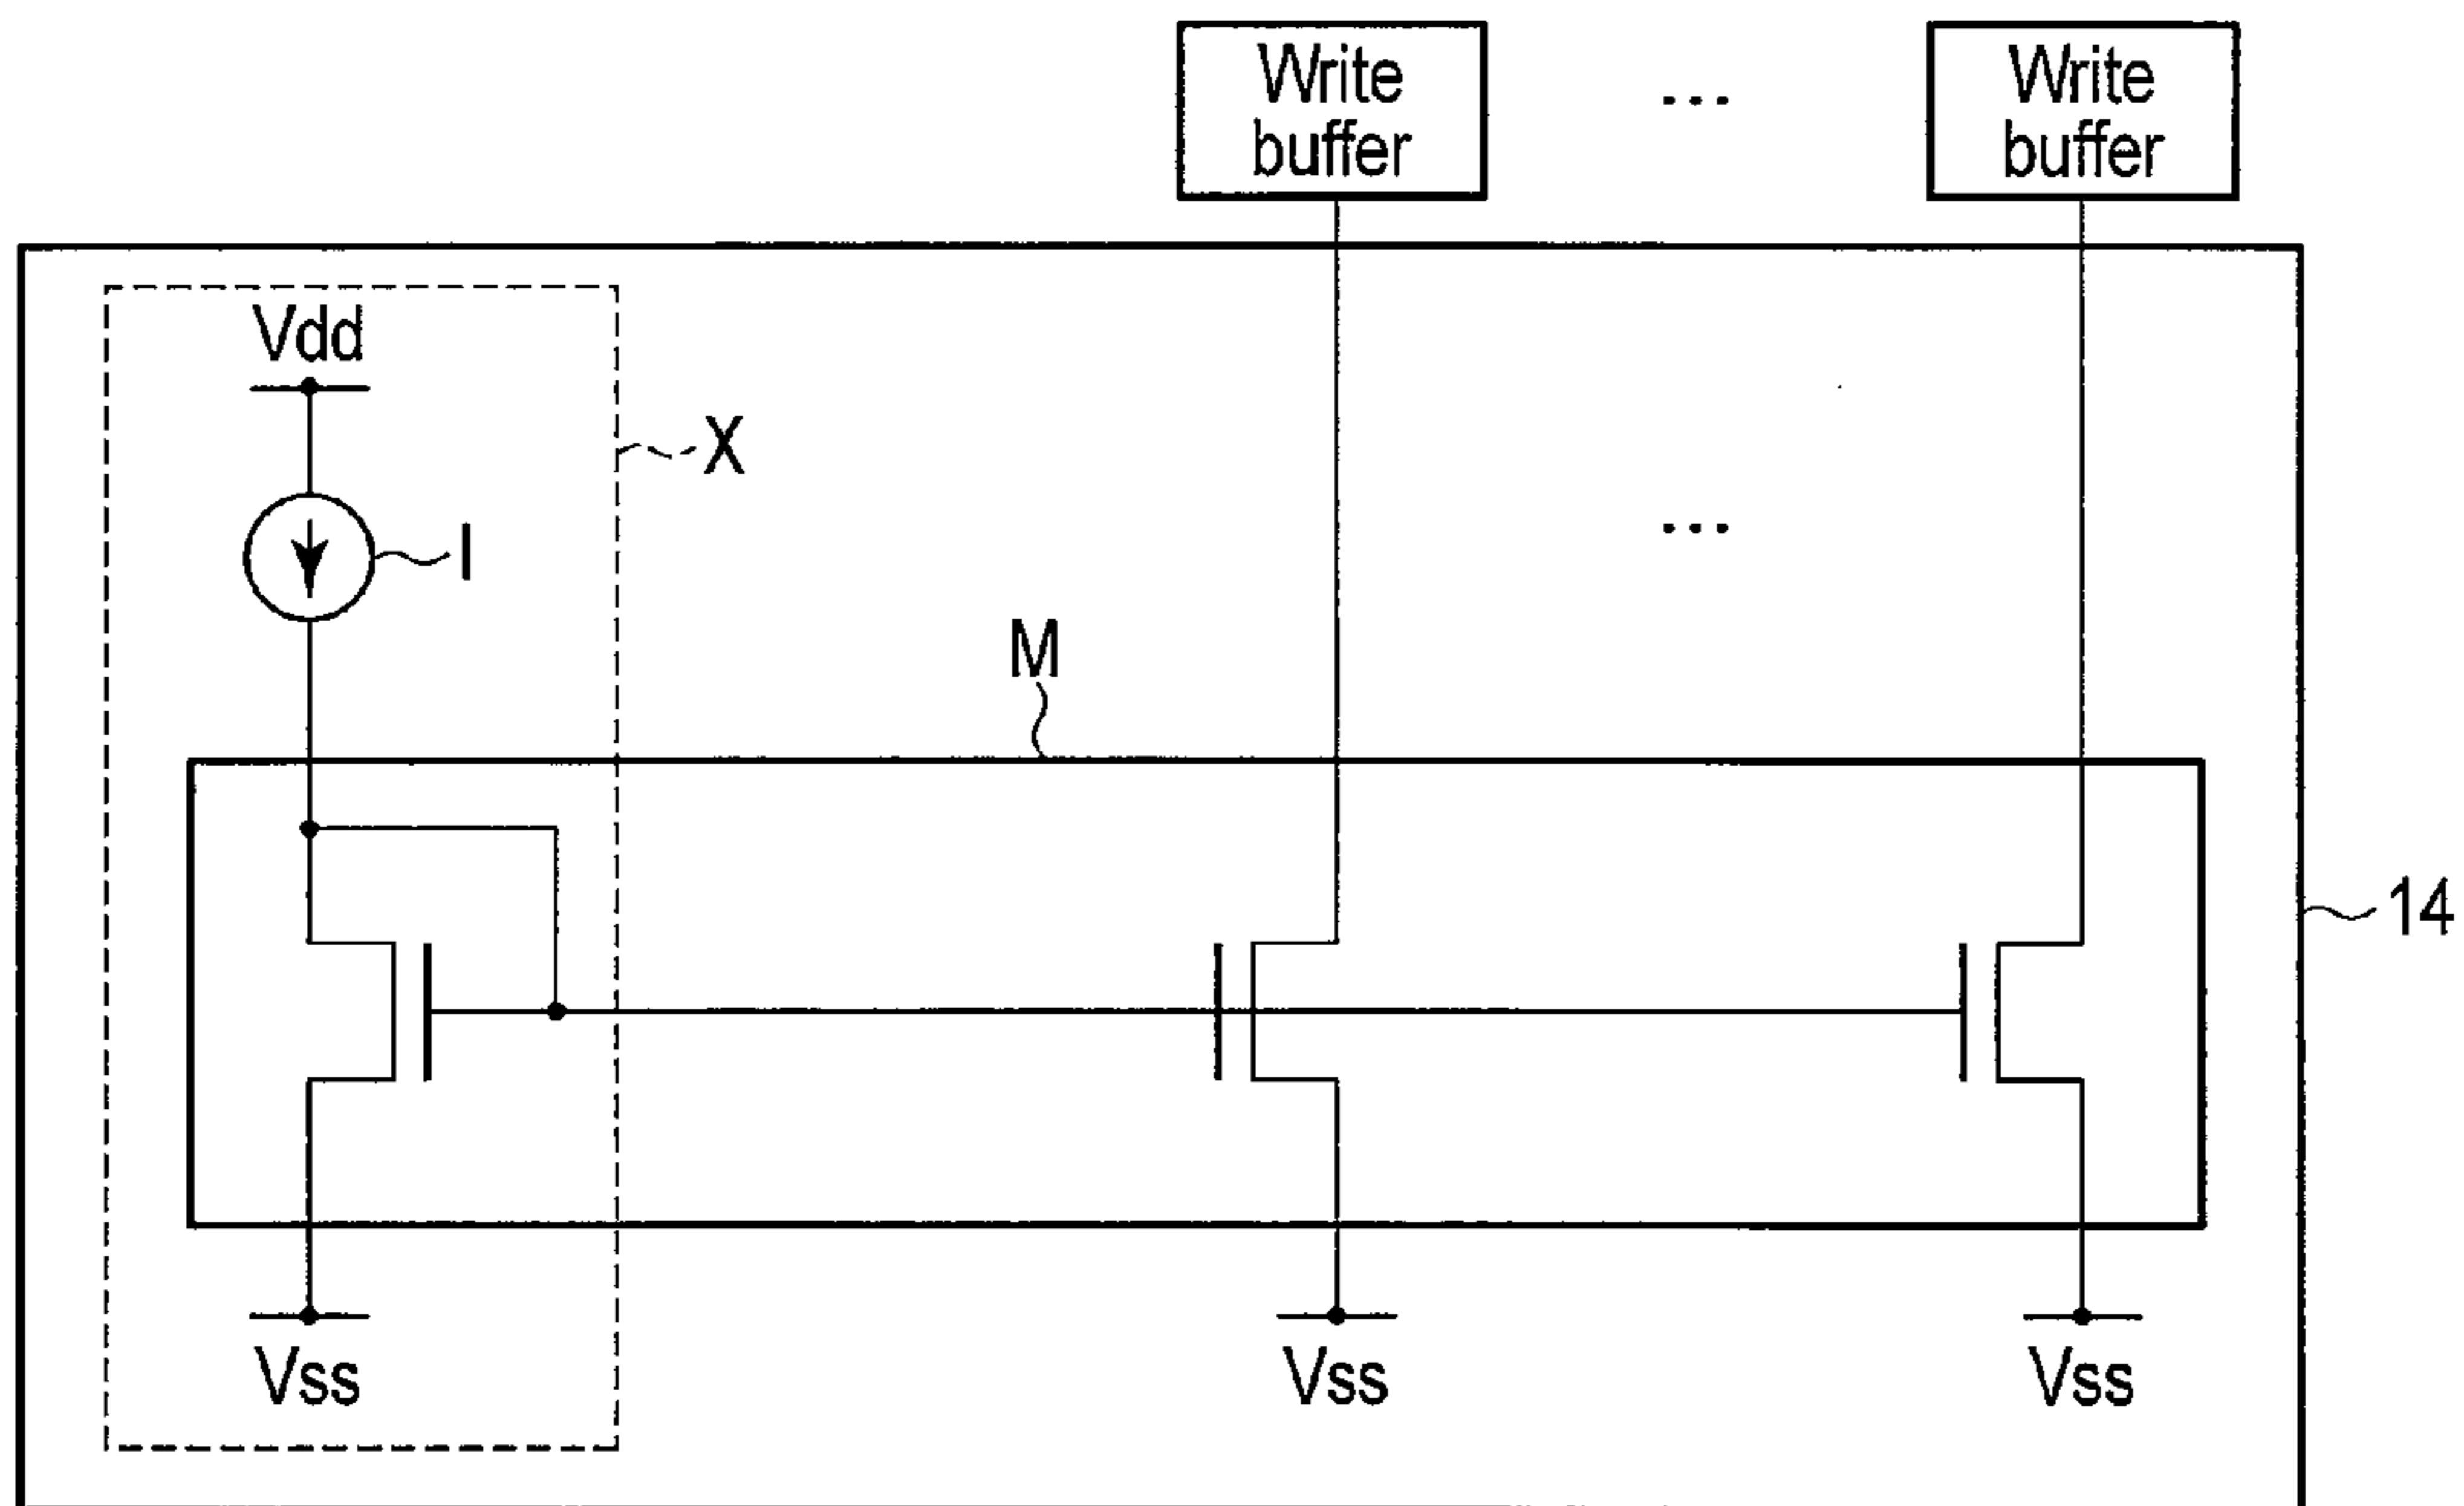 Write
buffer
...
Write
buffer
Vdd
X
I
...
M
14
Vss
Vss
Vss